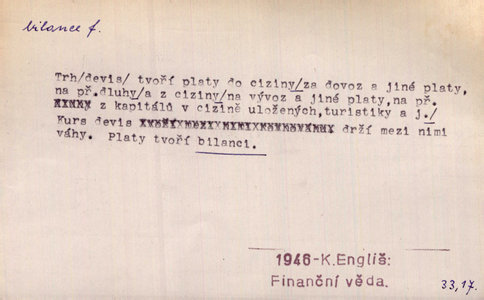 bilance f.
Trh/devis/ tvoří platy do ciziny/za dovoz a jiné platy,
na př.dluhy/a z ciziny/na vývoz a jiné platy,na př.
z kapitálů v cizině uložených,turistiky a j./
Kurs devis drží mezi nimi
váhy. Platy tvoří bilanci.
1946-K.Engliš:
Finanční věda.
33,17.